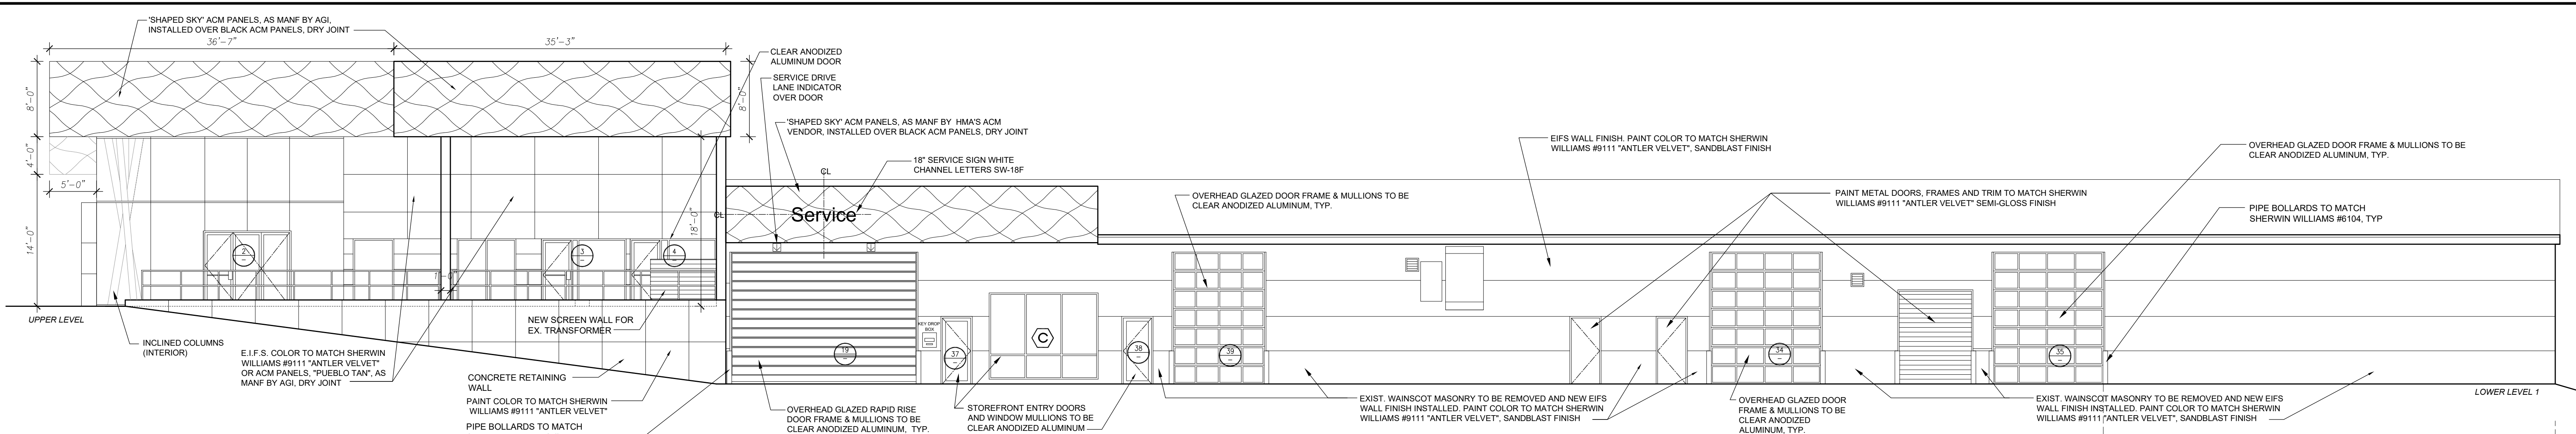 'SHAPED SKY' ACM PANELS, AS MANF BY AGI,
INSTALLED OVER BLACK ACM PANELS, DRY JOINT
36'-7"
35'-3"
8'-0"
4'-0"
5'-0"
14'-0"
8'-0"
18'-0"
1'-0"
CLEAR ANODIZED
ALUMINUM DOOR
SERVICE DRIVE
LANE INDICATOR
OVER DOOR
'SHAPED SKY' ACM PANELS, AS MANF BY HMA'S ACM
VENDOR, INSTALLED OVER BLACK ACM PANELS, DRY JOINT
18" SERVICE SIGN WHITE
CHANNEL LETTERS SW-18F
CL
CL
Service
OVERHEAD GLAZED DOOR FRAME & MULLIONS TO BE
CLEAR ANODIZED ALUMINUM, TYP.
EIFS WALL FINISH. PAINT COLOR TO MATCH SHERWIN
WILLIAMS #9111 "ANTLER VELVET", SANDBLAST FINISH
PAINT METAL DOORS, FRAMES AND TRIM TO MATCH SHERWIN
WILLIAMS #9111 "ANTLER VELVET" SEMI-GLOSS FINISH
OVERHEAD GLAZED DOOR FRAME & MULLIONS TO BE
CLEAR ANODIZED ALUMINUM, TYP.
PIPE BOLLARDS TO MATCH
SHERWIN WILLIAMS #6104, TYP
2
–
3
–
4
–
KEY DROP
BOX
19
–
37
–
C
38
–
39
–
34
–
35
–
UPPER LEVEL
INCLINED COLUMNS
(INTERIOR)
E.I.F.S. COLOR TO MATCH SHERWIN
WILLIAMS #9111 "ANTLER VELVET"
OR ACM PANELS, "PUEBLO TAN", AS
MANF BY AGI, DRY JOINT
NEW SCREEN WALL FOR
EX. TRANSFORMER
CONCRETE RETAINING
WALL
PAINT COLOR TO MATCH SHERWIN
WILLIAMS #9111 "ANTLER VELVET"
PIPE BOLLARDS TO MATCH
OVERHEAD GLAZED RAPID RISE
DOOR FRAME & MULLIONS TO BE
CLEAR ANODIZED ALUMINUM, TYP.
STOREFRONT ENTRY DOORS
AND WINDOW MULLIONS TO BE
CLEAR ANODIZED ALUMINUM
EXIST. WAINSCOT MASONRY TO BE REMOVED AND NEW EIFS
WALL FINISH INSTALLED. PAINT COLOR TO MATCH SHERWIN
WILLIAMS #9111 "ANTLER VELVET", SANDBLAST FINISH
OVERHEAD GLAZED DOOR
FRAME & MULLIONS TO BE
CLEAR ANODIZED
ALUMINUM, TYP.
EXIST. WAINSCOT MASONRY TO BE REMOVED AND NEW EIFS
WALL FINISH INSTALLED. PAINT COLOR TO MATCH SHERWIN
WILLIAMS #9111 "ANTLER VELVET", SANDBLAST FINISH
LOWER LEVEL 1